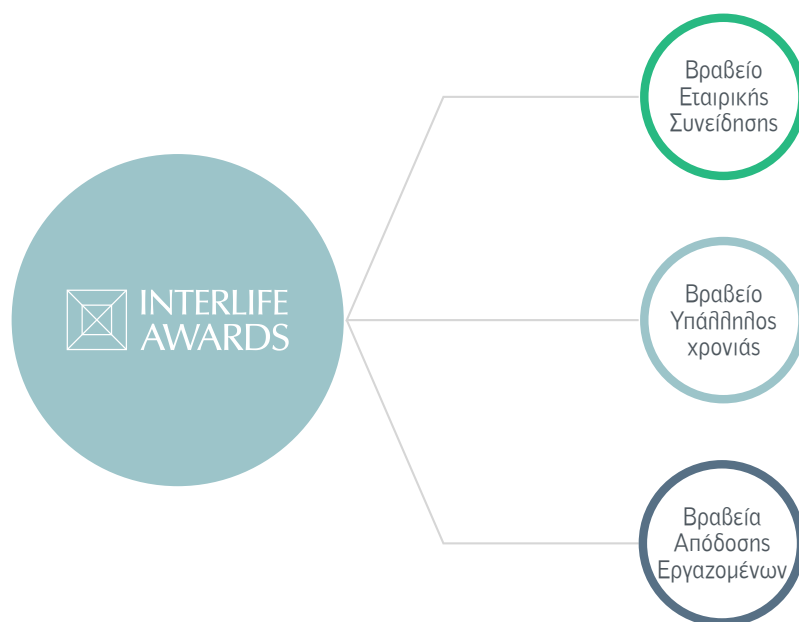 Βραβείο
Εταιρικής
Συνείδησης
INTERLIFE
AWARDS
Βραβείο
Υπάλληλος
χρονιάς
Βραβεία
Απόδοσης
Εργαζομένων